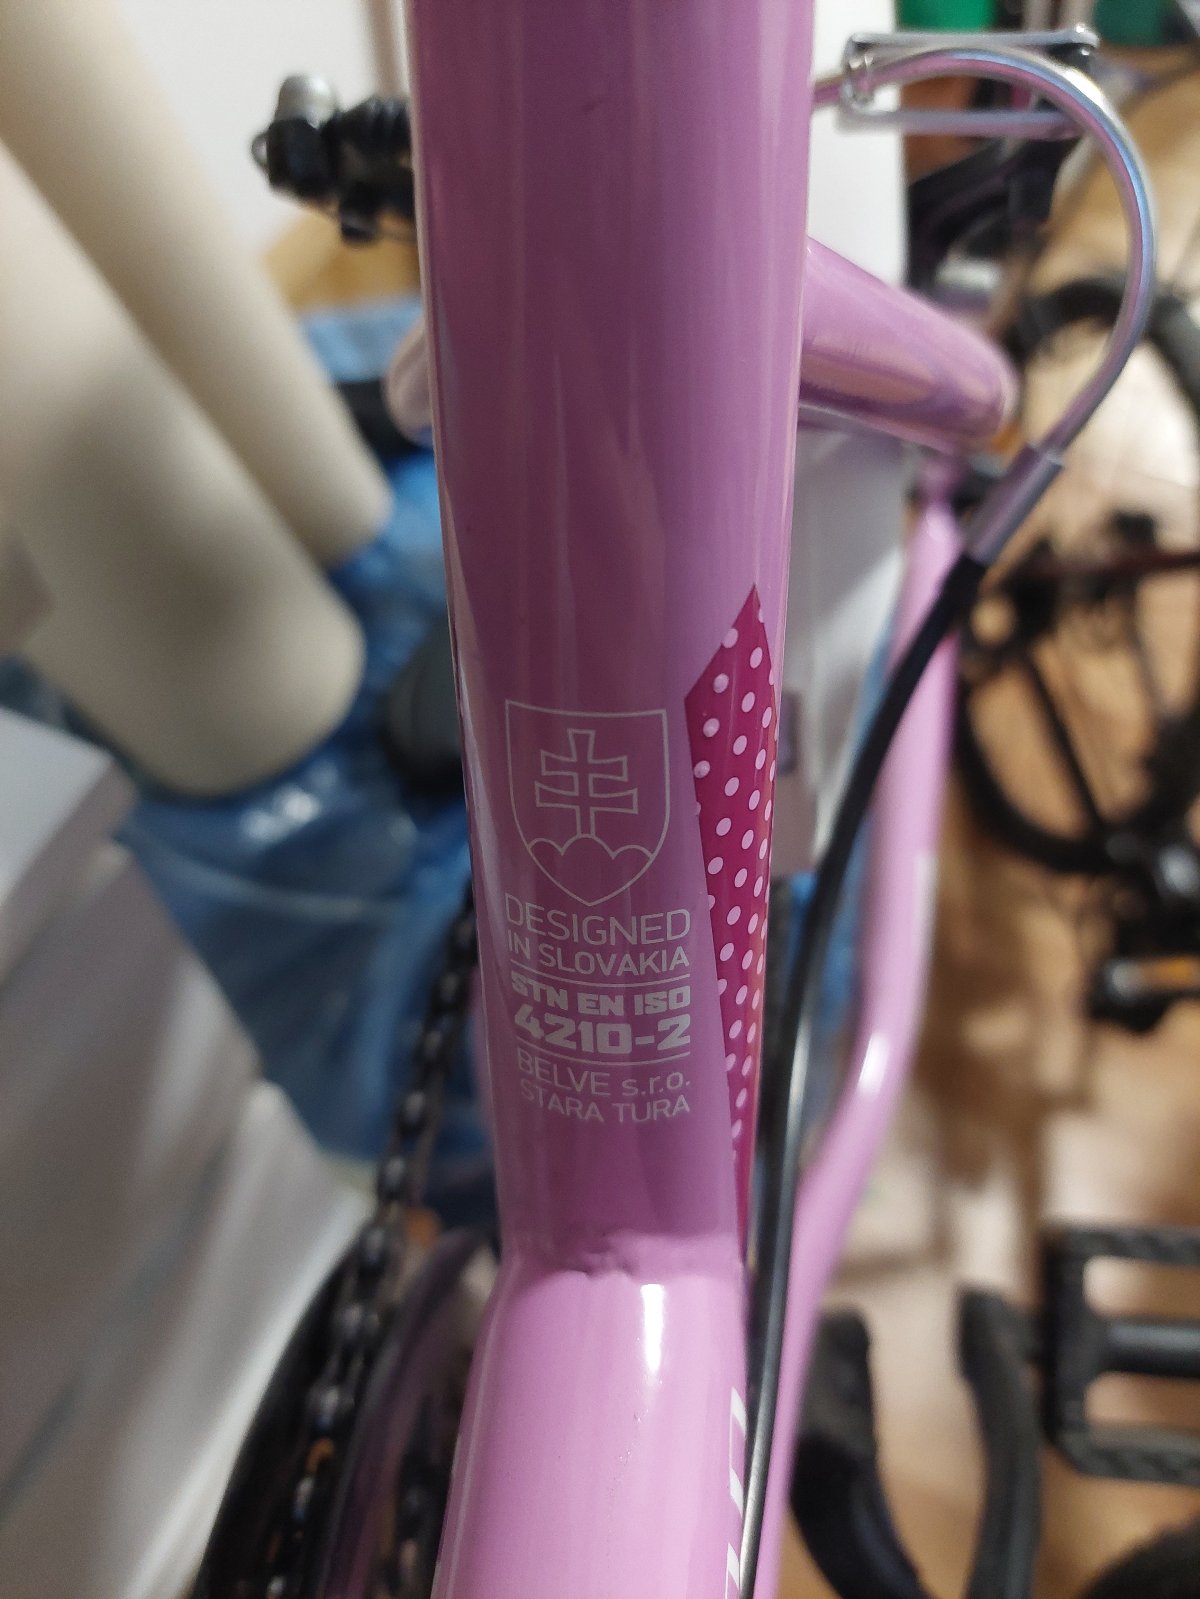 DESIGNED
IN SLOVAKIA
STN EN ISO
4210-2
BELVE s.r.o.
STARA TURA